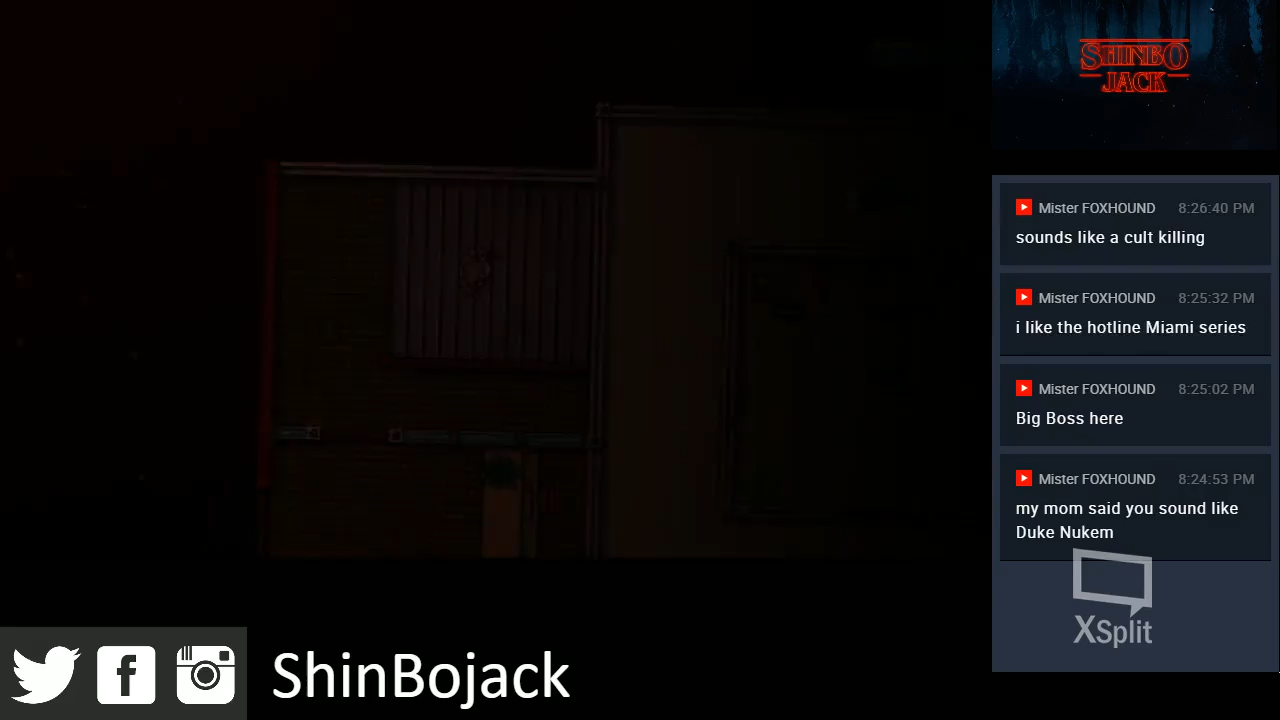 SHINBO
JACK
Mister FOXHOUND 8:26:40 PM
sounds like a cult killing
Mister FOXHOUND 8:25:32 PM
i like the hotline Miami series
Mister FOXHOUND 8:25:02 PM
Big Boss here
Mister FOXHOUND 8:24:53 PM
my mom said you sound like
Duke Nukem
XSplit
ShinBojack